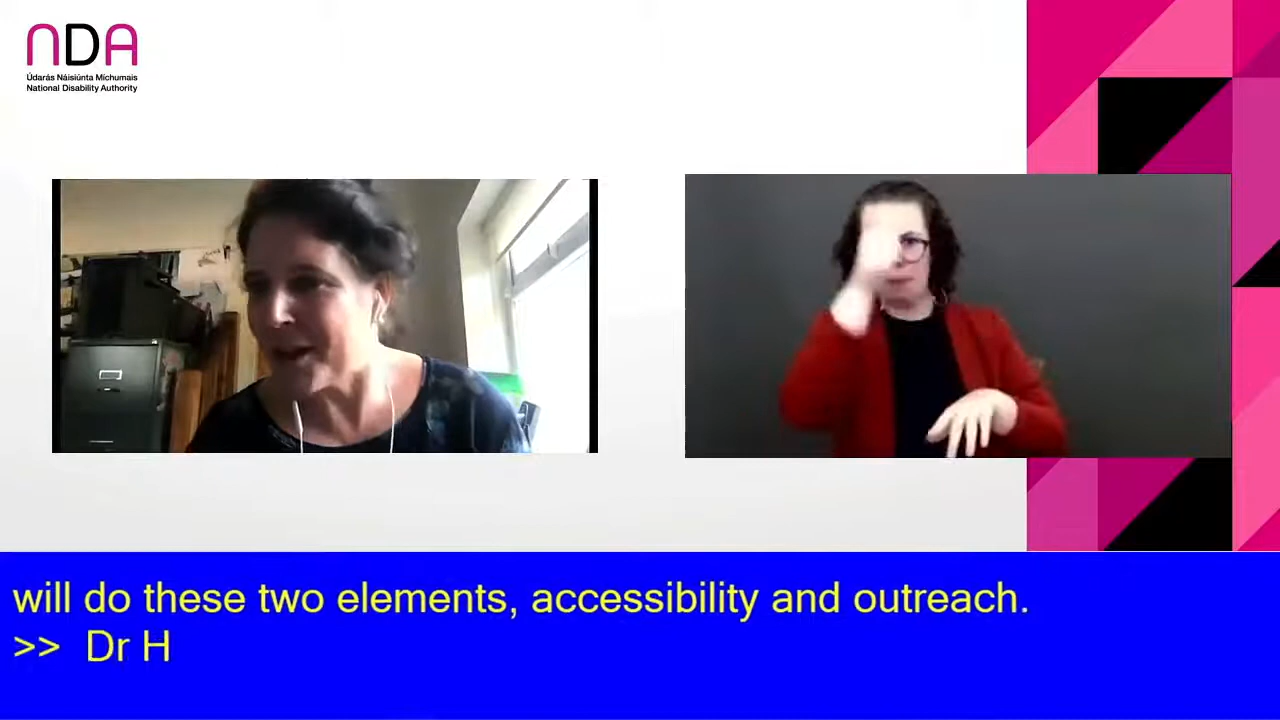 NDA
Údarás Náisiúnta Míchumais
National Disability Authority
will do these two elements, accessibility and outreach.
>> Dr H